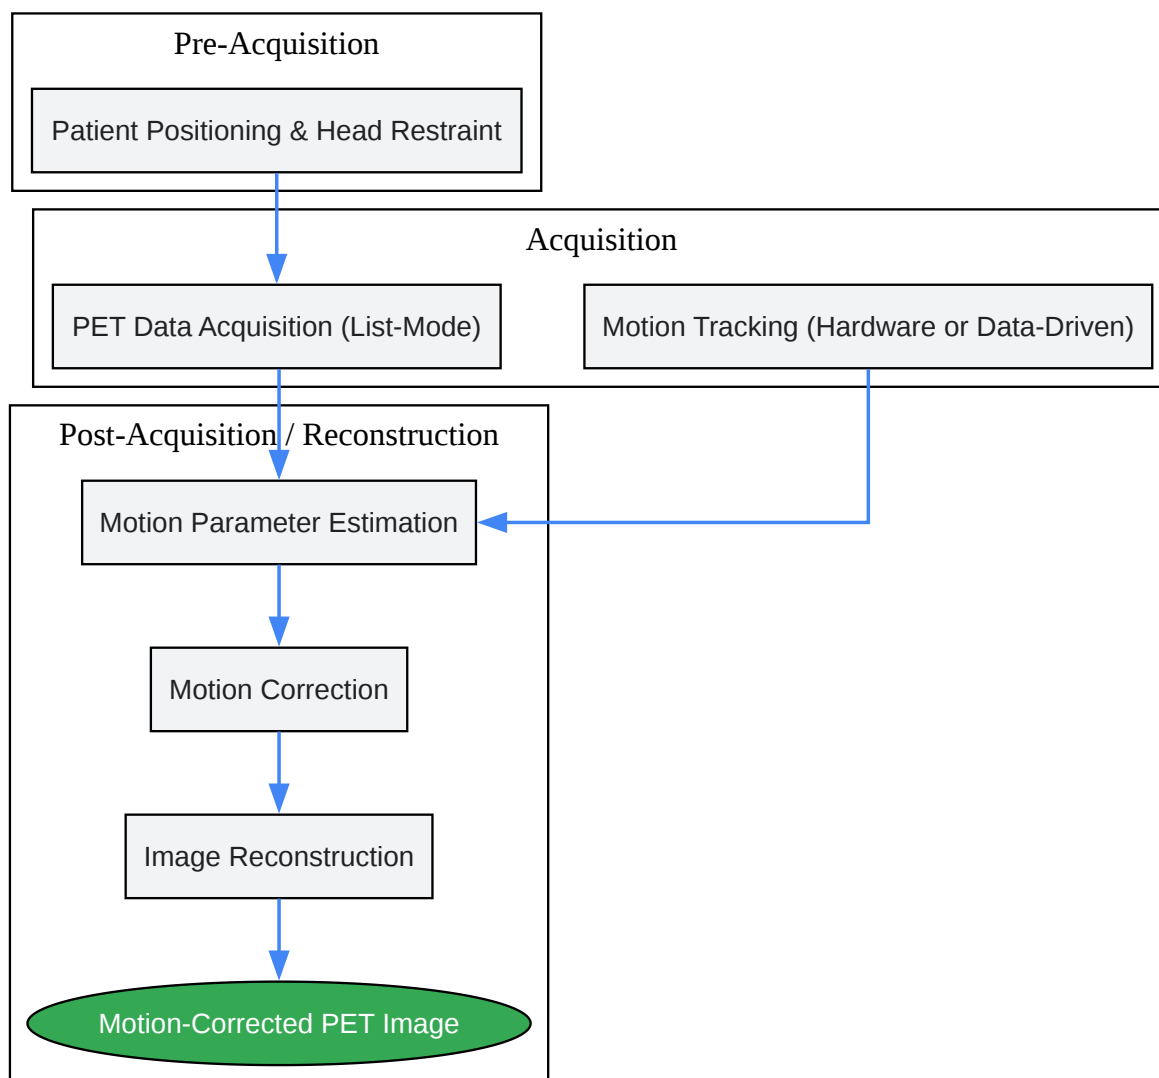 Pre-Acquisition
Patient Positioning & Head Restraint
Acquisition
PET Data Acquisition (List-Mode)
Motion Tracking (Hardware or Data-Driven)
Post-Acquisition / Reconstruction
Motion Parameter Estimation
Motion Correction
Image Reconstruction
Motion-Corrected PET Image